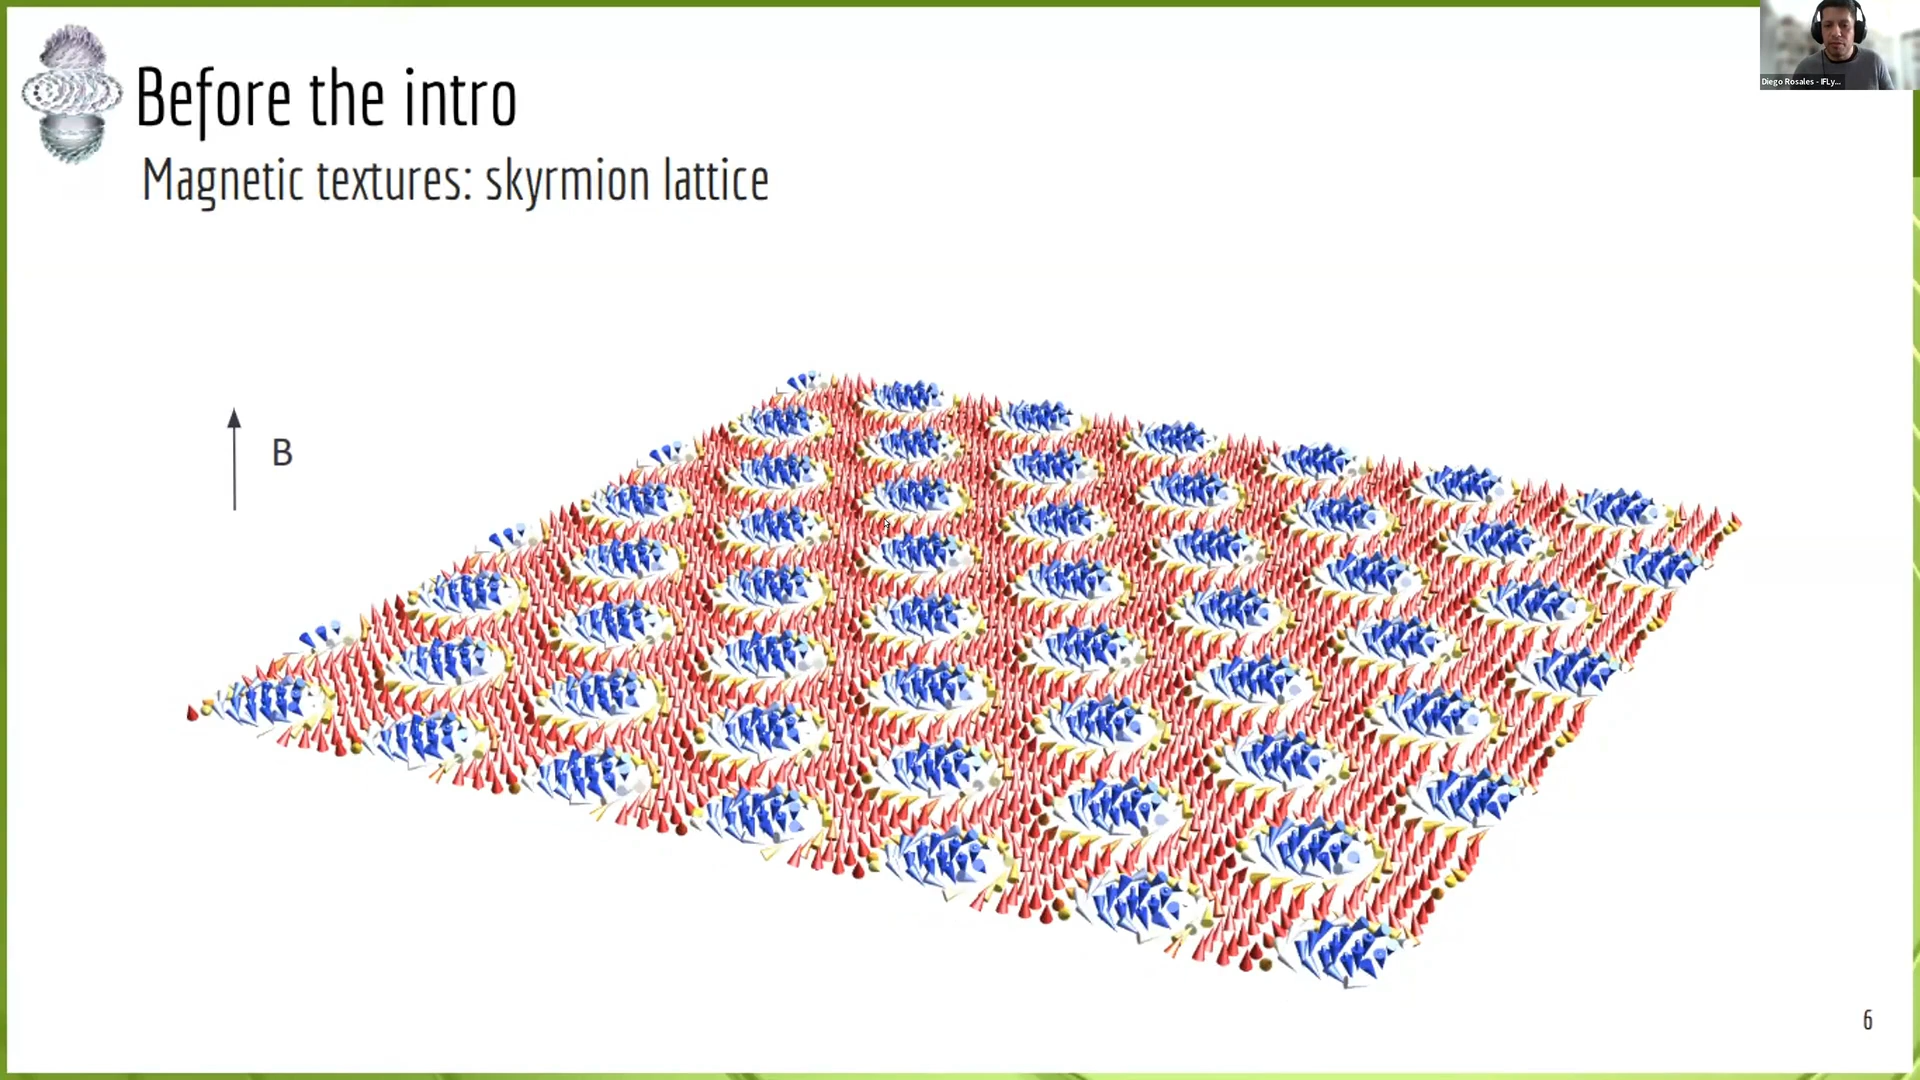 Before the intro
Magnetic textures: skyrmion lattice
Diego Rosales - IFLy...
B
6